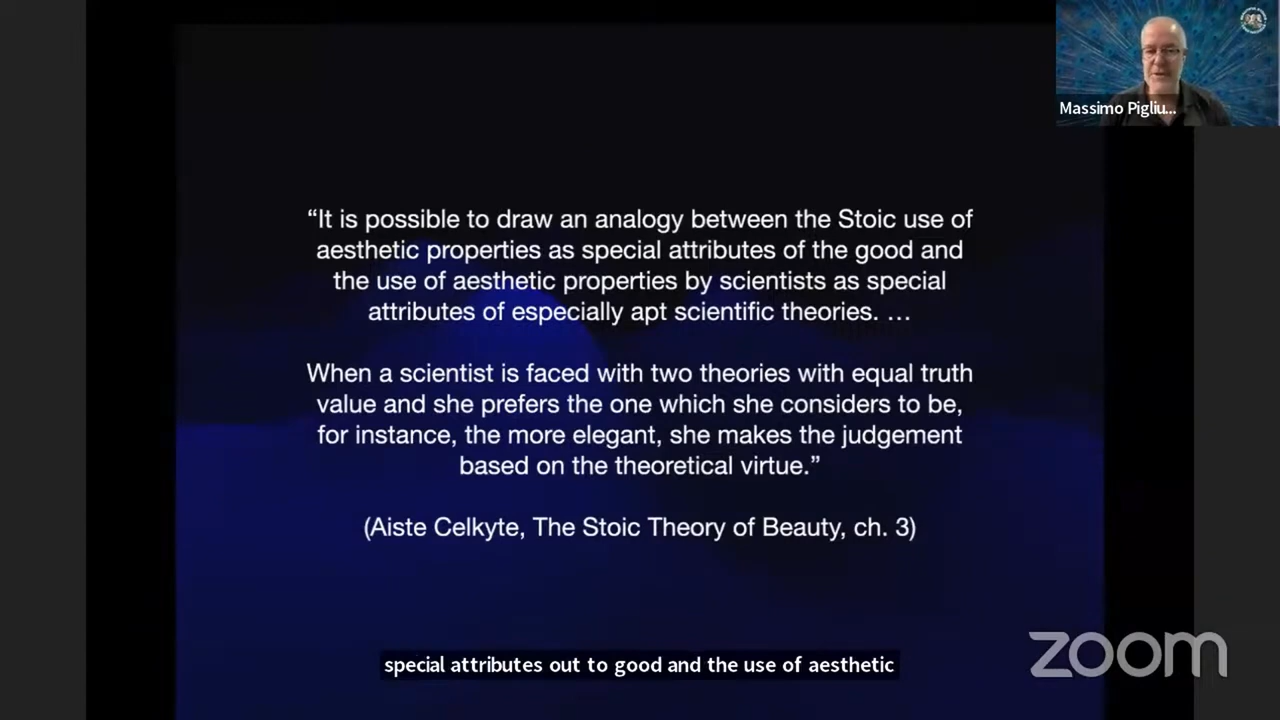 Massimo Pigliu...
“It is possible to draw an analogy between the Stoic use of
aesthetic properties as special attributes of the good and
the use of aesthetic properties by scientists as special
attributes of especially apt scientific theories. …
When a scientist is faced with two theories with equal truth
value and she prefers the one which she considers to be,
for instance, the more elegant, she makes the judgement
based on the theoretical virtue.”
(Aiste Celkyte, The Stoic Theory of Beauty, ch. 3)
special attributes out to good and the use of aesthetic
zoom